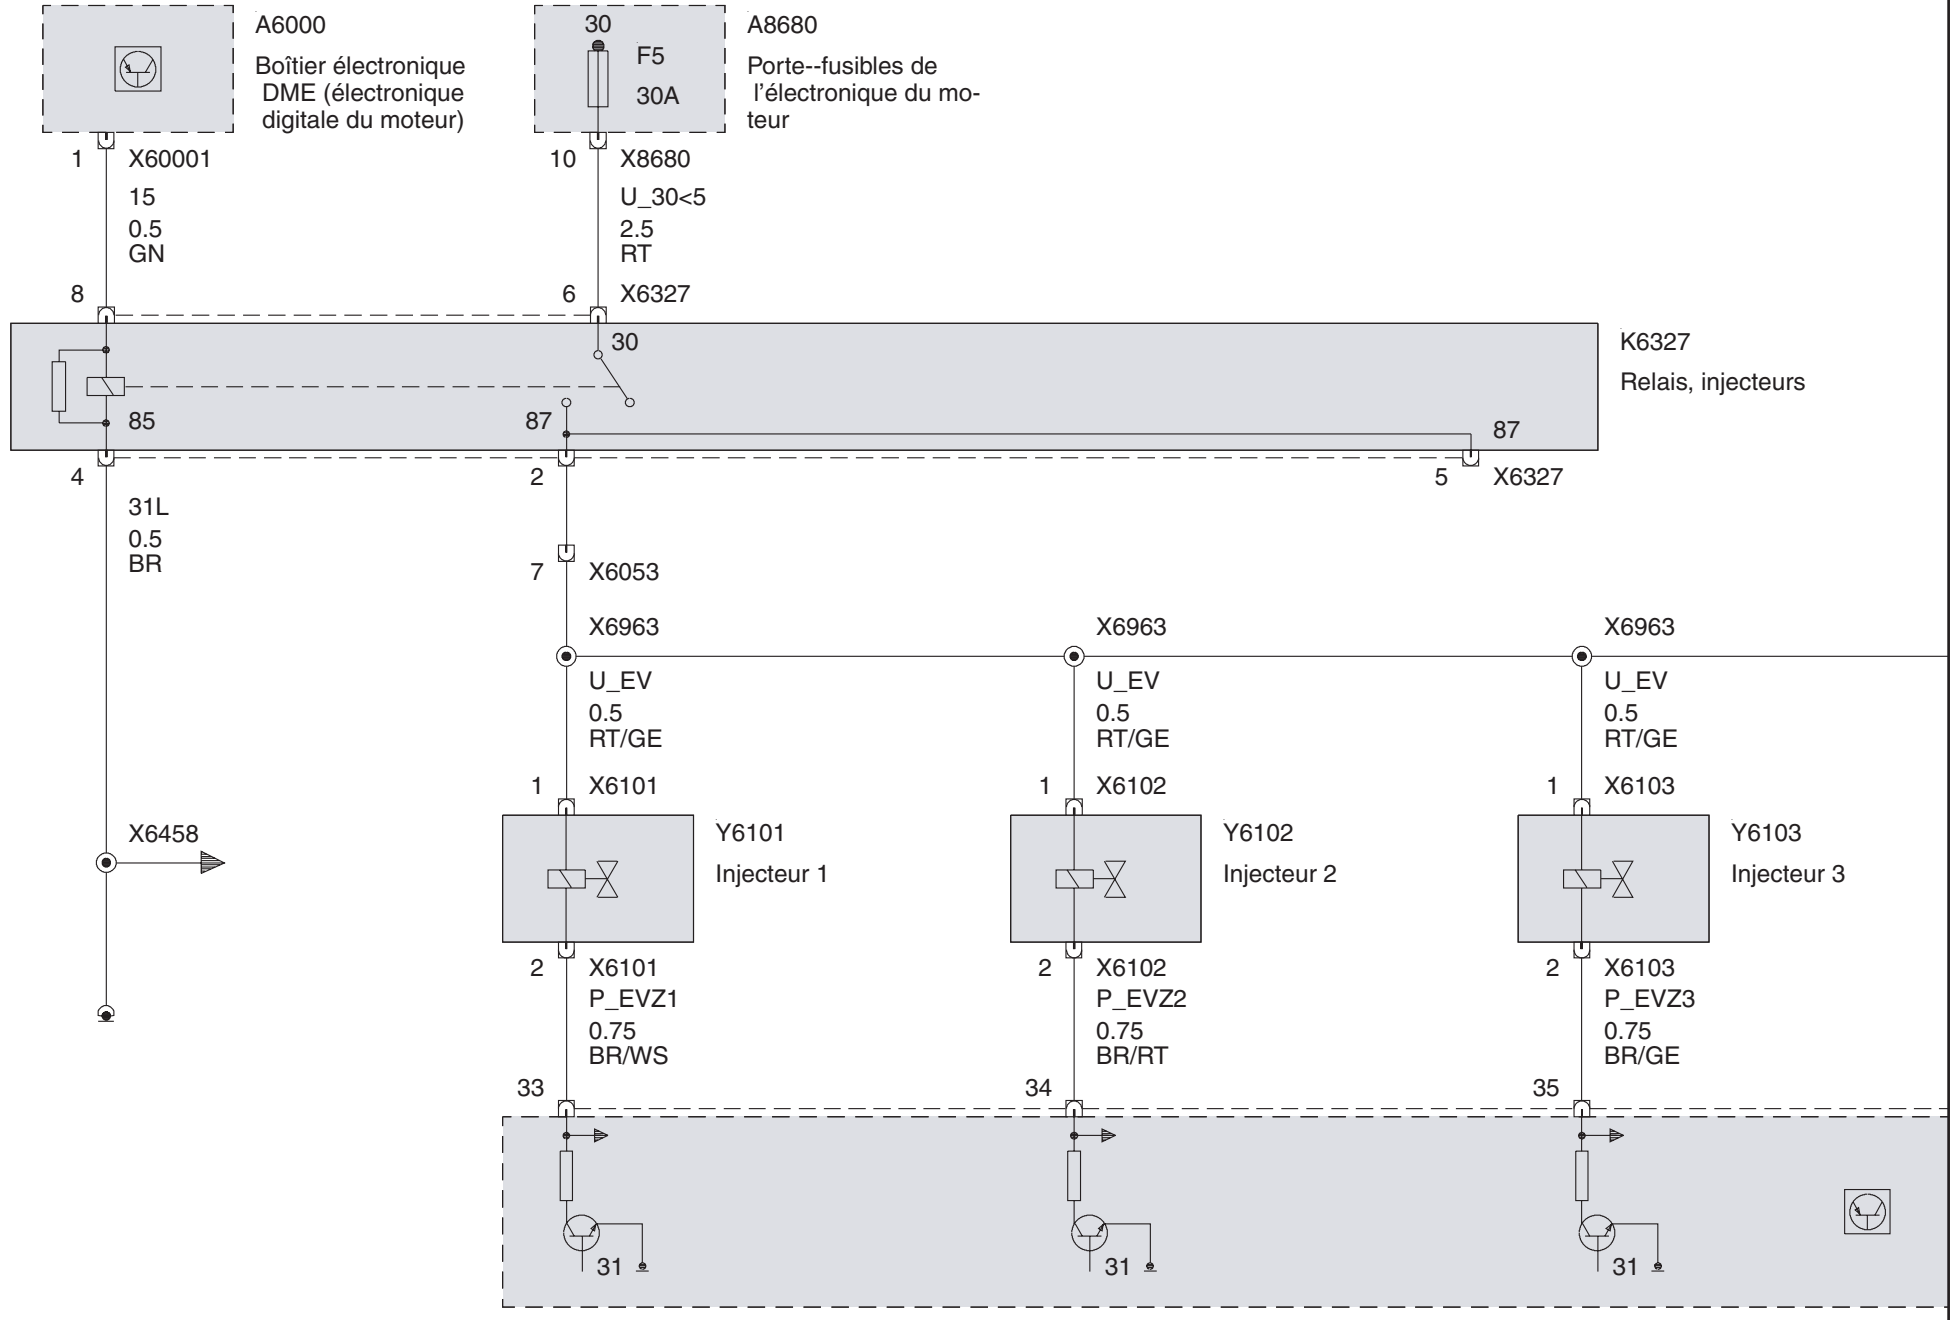 A6000
Boîtier électronique
DME (électronique
digitale du moteur)
30
F5
30A
A8680
Porte--fusibles de
l'électronique du mo-
teur
1 X60001
15
0.5
GN
10 X8680
U_30<5
2.5
RT
8
6 X6327
30
K6327
Relais, injecteurs
85
87
87
4
2
5 X6327
31L
0.5
BR
7 X6053
X6963
X6963
X6963
U_EV
0.5
RT/GE
U_EV
0.5
RT/GE
U_EV
0.5
RT/GE
1 X6101
1 X6102
1 X6103
X6458
Y6101
Injecteur 1
Y6102
Injecteur 2
Y6103
Injecteur 3
2 X6101
P_EVZ1
0.75
BR/WS
2 X6102
P_EVZ2
0.75
BR/RT
2 X6103
P_EVZ3
0.75
BR/GE
33
34
35
31
31
31